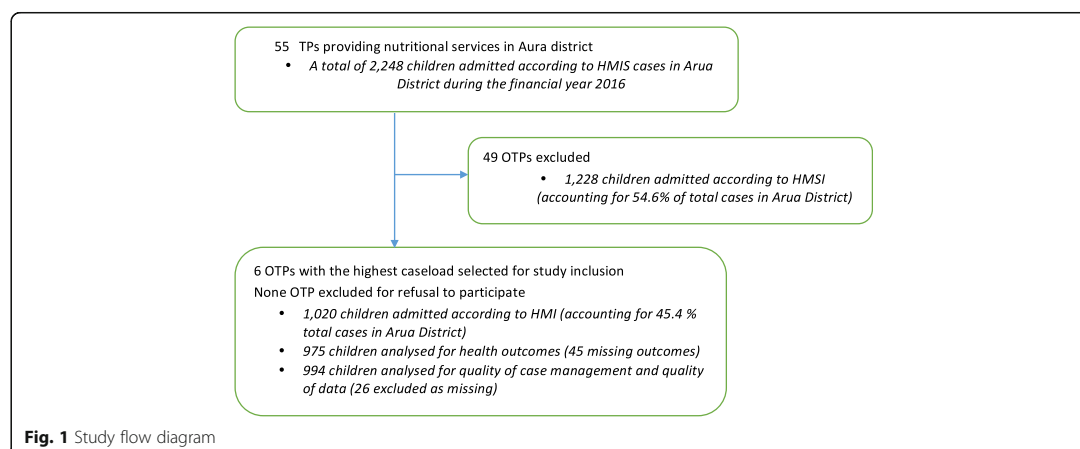 55 TPs providing nutritional services in Aura district
• A total of 2,248 children admitted according to HMIS cases in Arua
District during the financial year 2016
49 OTPs excluded
• 1,228 children admitted according to HMSI
(accounting for 54.6% of total cases in Arua District)
6 OTPs with the highest caseload selected for study inclusion
None OTP excluded for refusal to participate
• 1,020 children admitted according to HMI (accounting for 45.4 %
total cases in Arua District)
• 975 children analysed for health outcomes (45 missing outcomes)
• 994 children analysed for quality of case management and quality
of data (26 excluded as missing)
Fig. 1 Study flow diagram